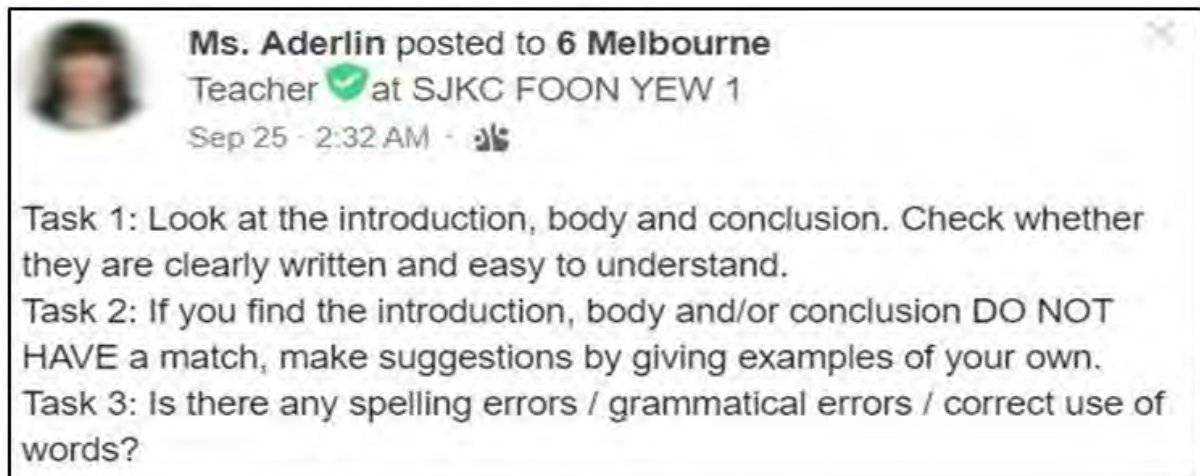 Ms. Aderlin posted to 6 Melbourne
Teacher at SJKC FOON YEW 1
Sep 25 · 2:32 AM ·
Task 1: Look at the introduction, body and conclusion. Check whether
they are clearly written and easy to understand.
Task 2: If you find the introduction, body and/or conclusion DO NOT
HAVE a match, make suggestions by giving examples of your own.
Task 3: Is there any spelling errors / grammatical errors / correct use of
words?